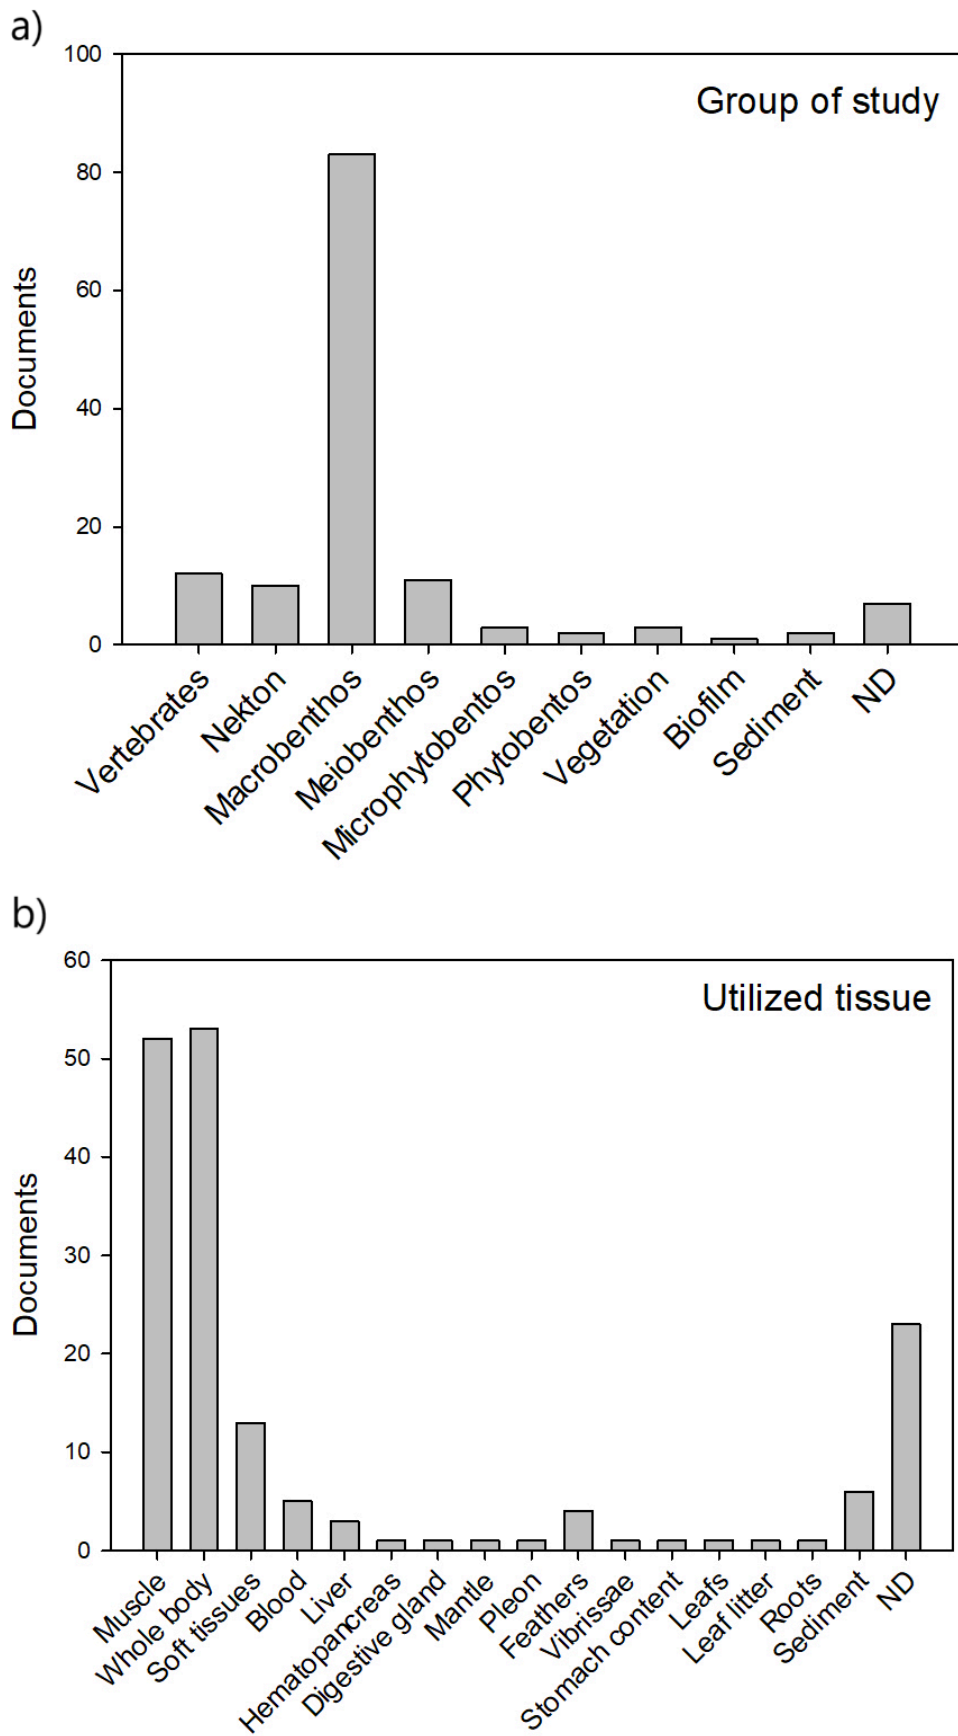 a)
Group of study
Documents
100
80
60
40
20
0
Vertebrates
Nekton
Macrobenthos
Meiobenthos
Microphytobentos
Phytobentos
Vegetation
Biofilm
Sediment
ND
b)
Utilized tissue
Documents
60
50
40
30
20
10
0
Muscle
Whole body
Soft tissues
Blood
Liver
Hematopancreas
Digestive gland
Mantle
Pleon
Feathers
Vibrissae
Stomach content
Leafs
Leaf litter
Roots
Sediment
ND